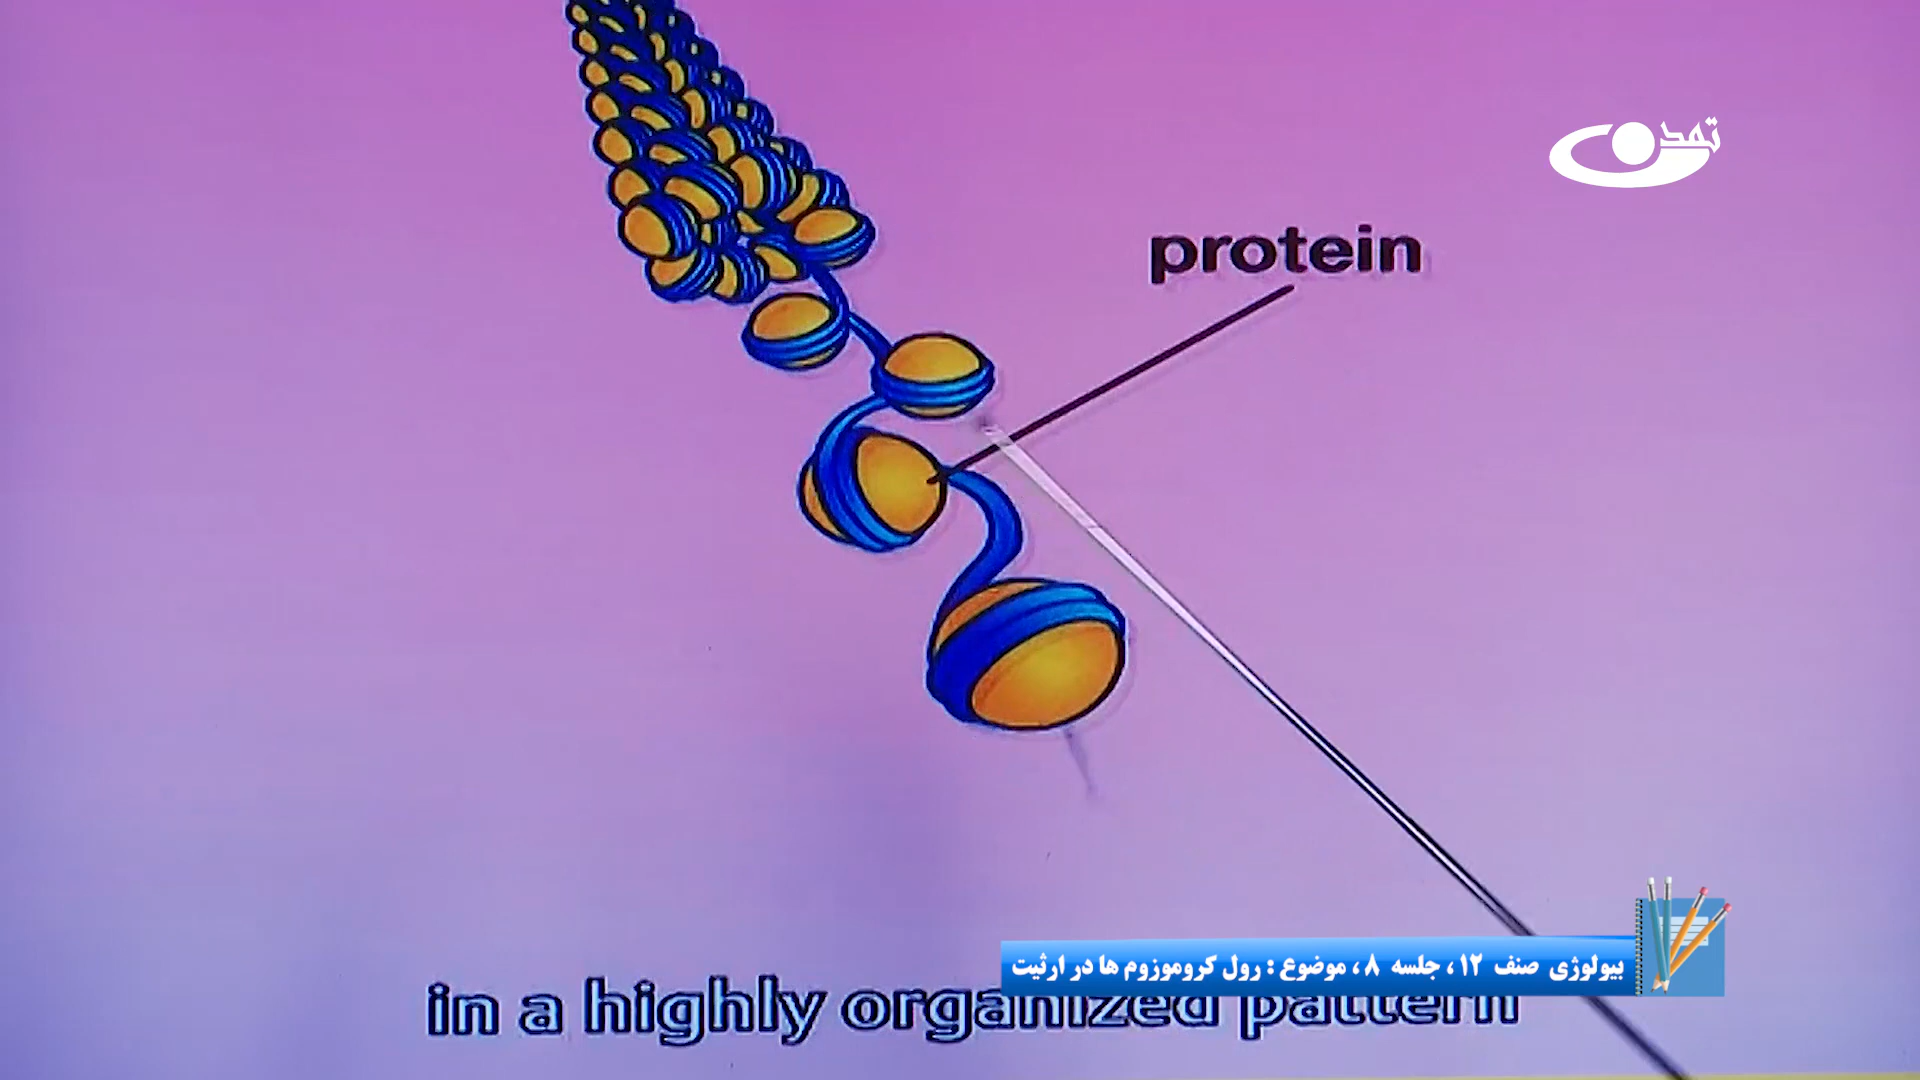 تمدن
protein
بیولوژی صنف ۱۲، جلسه ۸، موضوع : رول کروموزوم ها در ارثیت
in a highly organized pattern